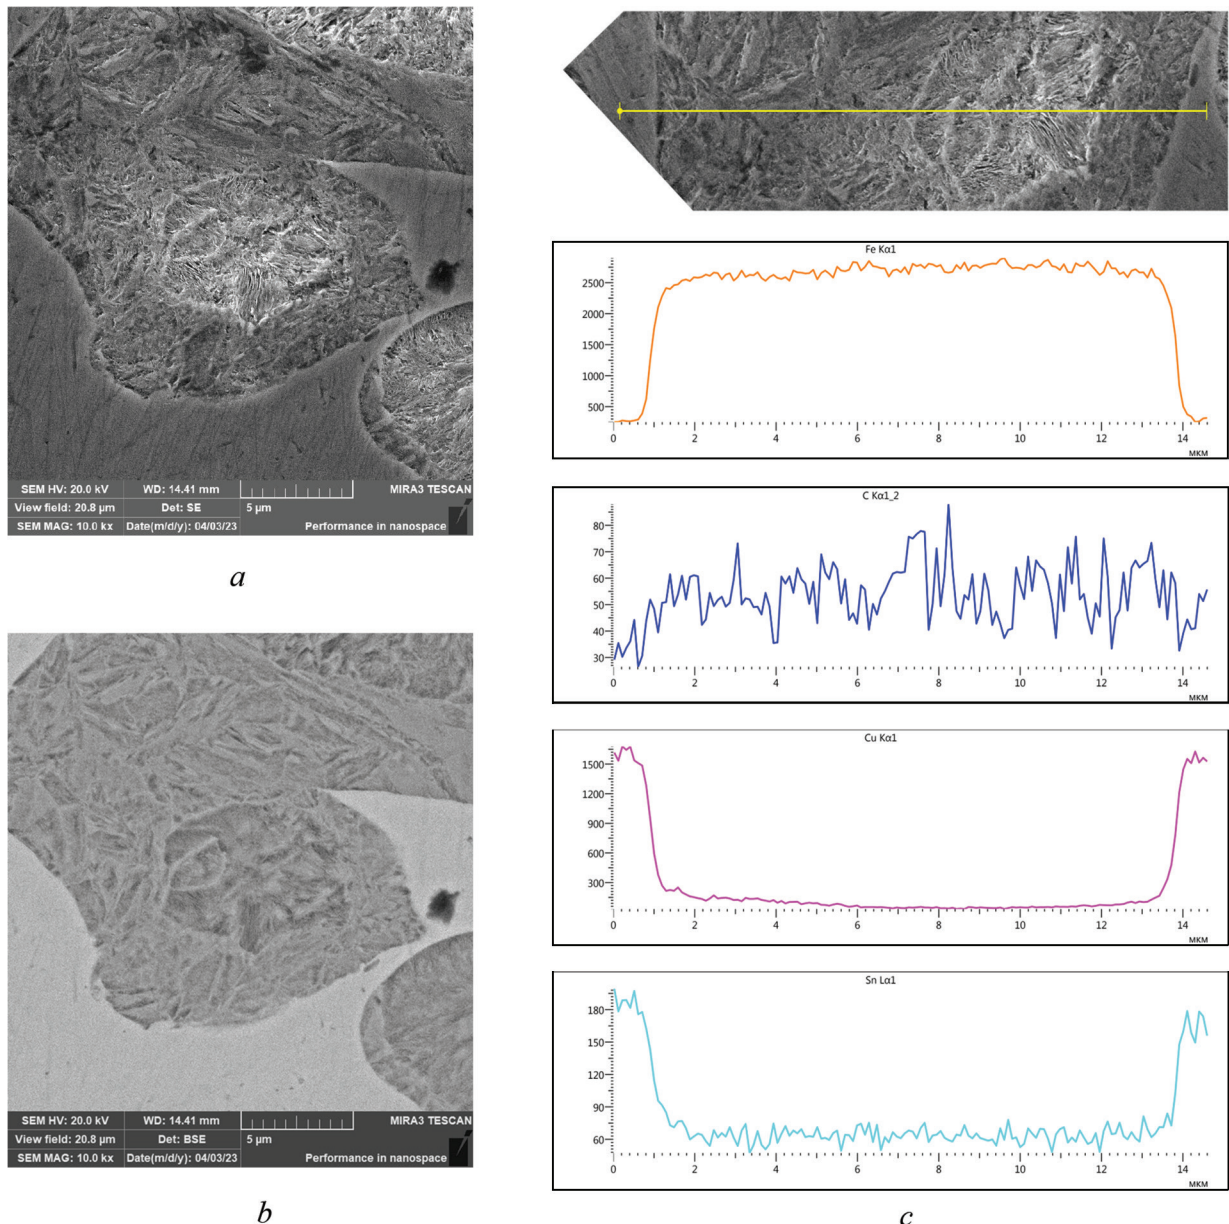 SEM HV: 20.0 kV WD: 14.41 mm MIRA3 TESCAN
View field: 20.8 µm Det: SE 5 µm
SEM MAG: 10.0 kx Date(m/d/y): 04/03/23 Performance in nanospace
a
SEM HV: 20.0 kV WD: 14.41 mm MIRA3 TESCAN
View field: 20.8 µm Det: BSE 5 µm
SEM MAG: 10.0 kx Date(m/d/y): 04/03/23 Performance in nanospace
b
Fe Kα1
2500
2000
1500
1000
500
0 2 4 6 8 10 12 14
мкм
C Kα1_2
80
70
60
50
40
30
0 2 4 6 8 10 12 14
мкм
Cu Kα1
1500
1200
900
600
300
0 2 4 6 8 10 12 14
мкм
Sn Lα1
180
150
120
90
60
0 2 4 6 8 10 12 14
мкм
c